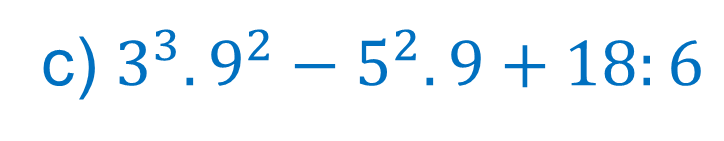 c) 3³. 9² − 5². 9 + 18: 6